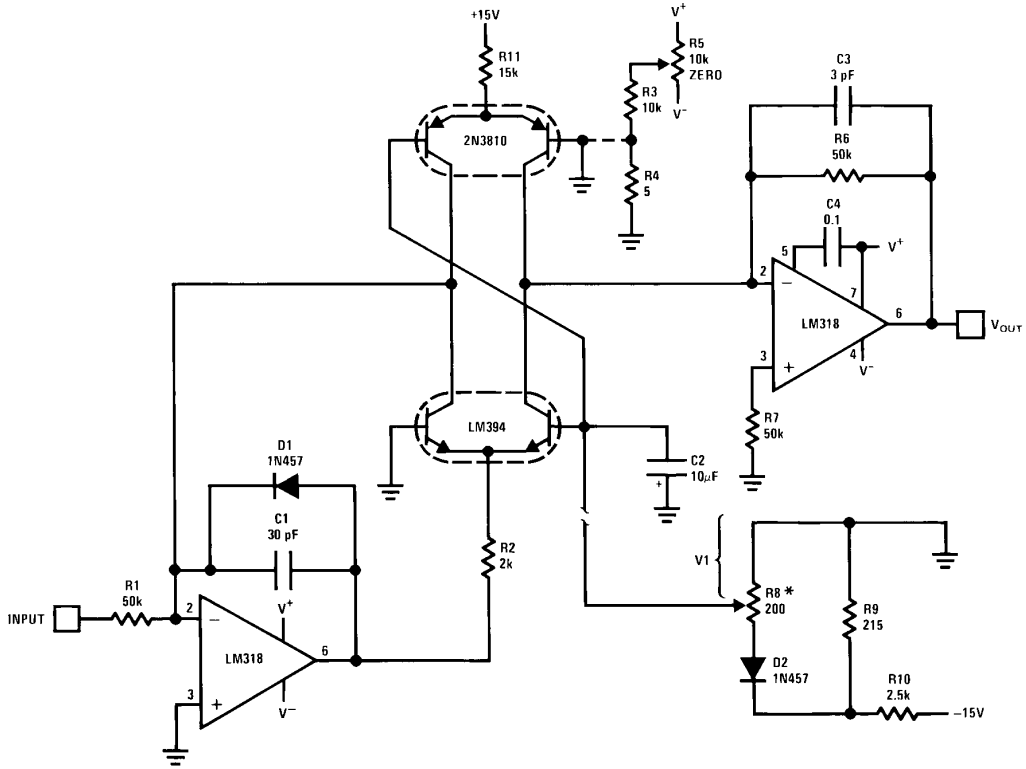 +15V
R11
15k
2N3810
V+
R5
10k
ZERO
V−
R3
10k
R4
5
C3
3 pF
R6
50k
C4
0.1
5
V+
2
−
7
LM318
6
VOUT
3
+
4
V−
R7
50k
LM394
C2
+
10μF
D1
1N457
C1
30 pF
R2
2k
V1
R8*
200
R9
215
D2
1N457
R10
2.5k
−15V
INPUT
R1
50k
2
−
V+
LM318
6
3
+
V−